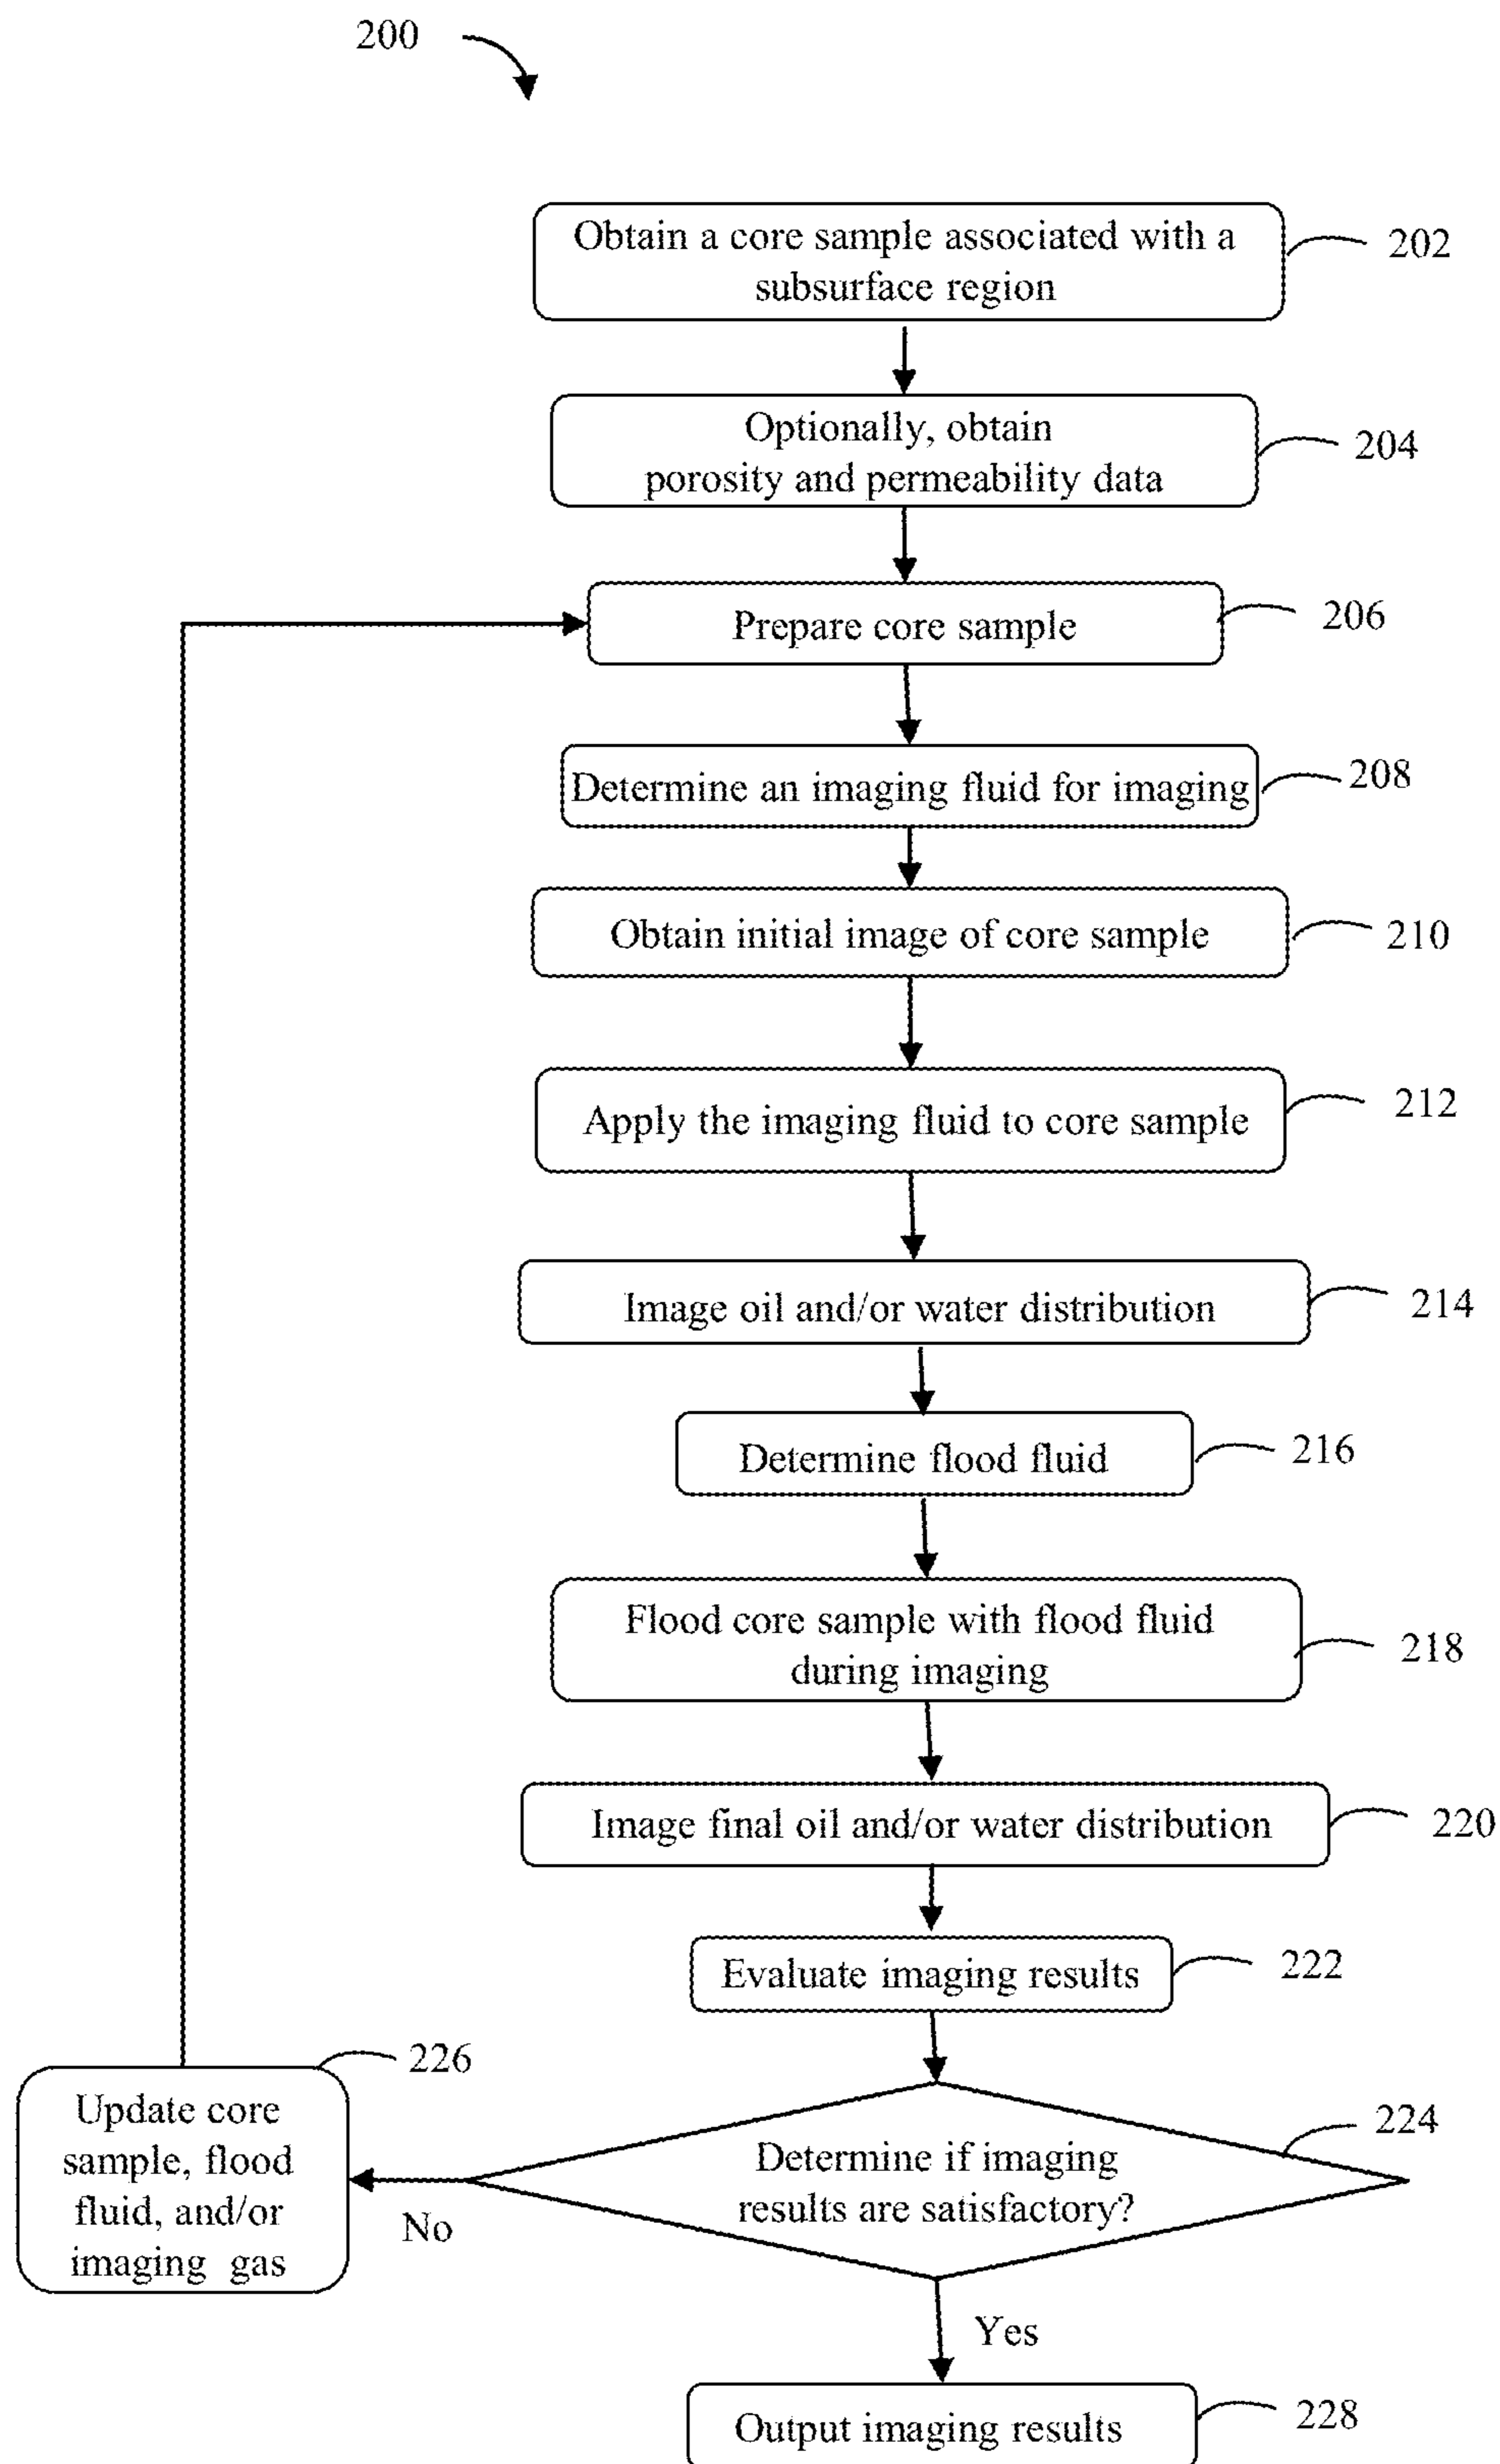 200
Obtain a core sample associated with a
subsurface region
202
Optionally, obtain
porosity and permeability data
204
Prepare core sample
206
Determine an imaging fluid for imaging
208
Obtain initial image of core sample
210
Apply the imaging fluid to core sample
212
Image oil and/or water distribution
214
Determine flood fluid
216
Flood core sample with flood fluid
during imaging
218
Image final oil and/or water distribution
220
Evaluate imaging results
222
Determine if imaging
results are satisfactory?
224
No
Update core
sample, flood
fluid, and/or
imaging gas
226
Yes
Output imaging results
228